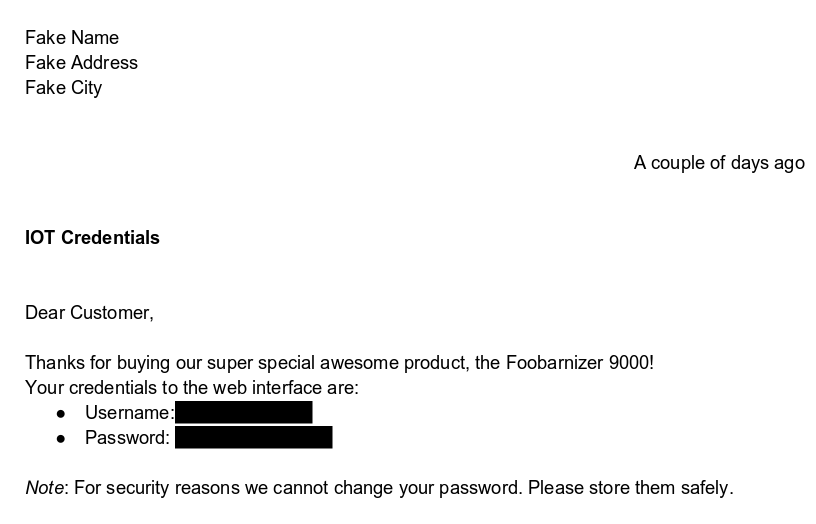 Fake Name
Fake Address
Fake City
A couple of days ago
IOT Credentials
Dear Customer,
Thanks for buying our super special awesome product, the Foobarnizer 9000!
Your credentials to the web interface are:
● Username:
● Password:
Note: For security reasons we cannot change your password. Please store them safely.